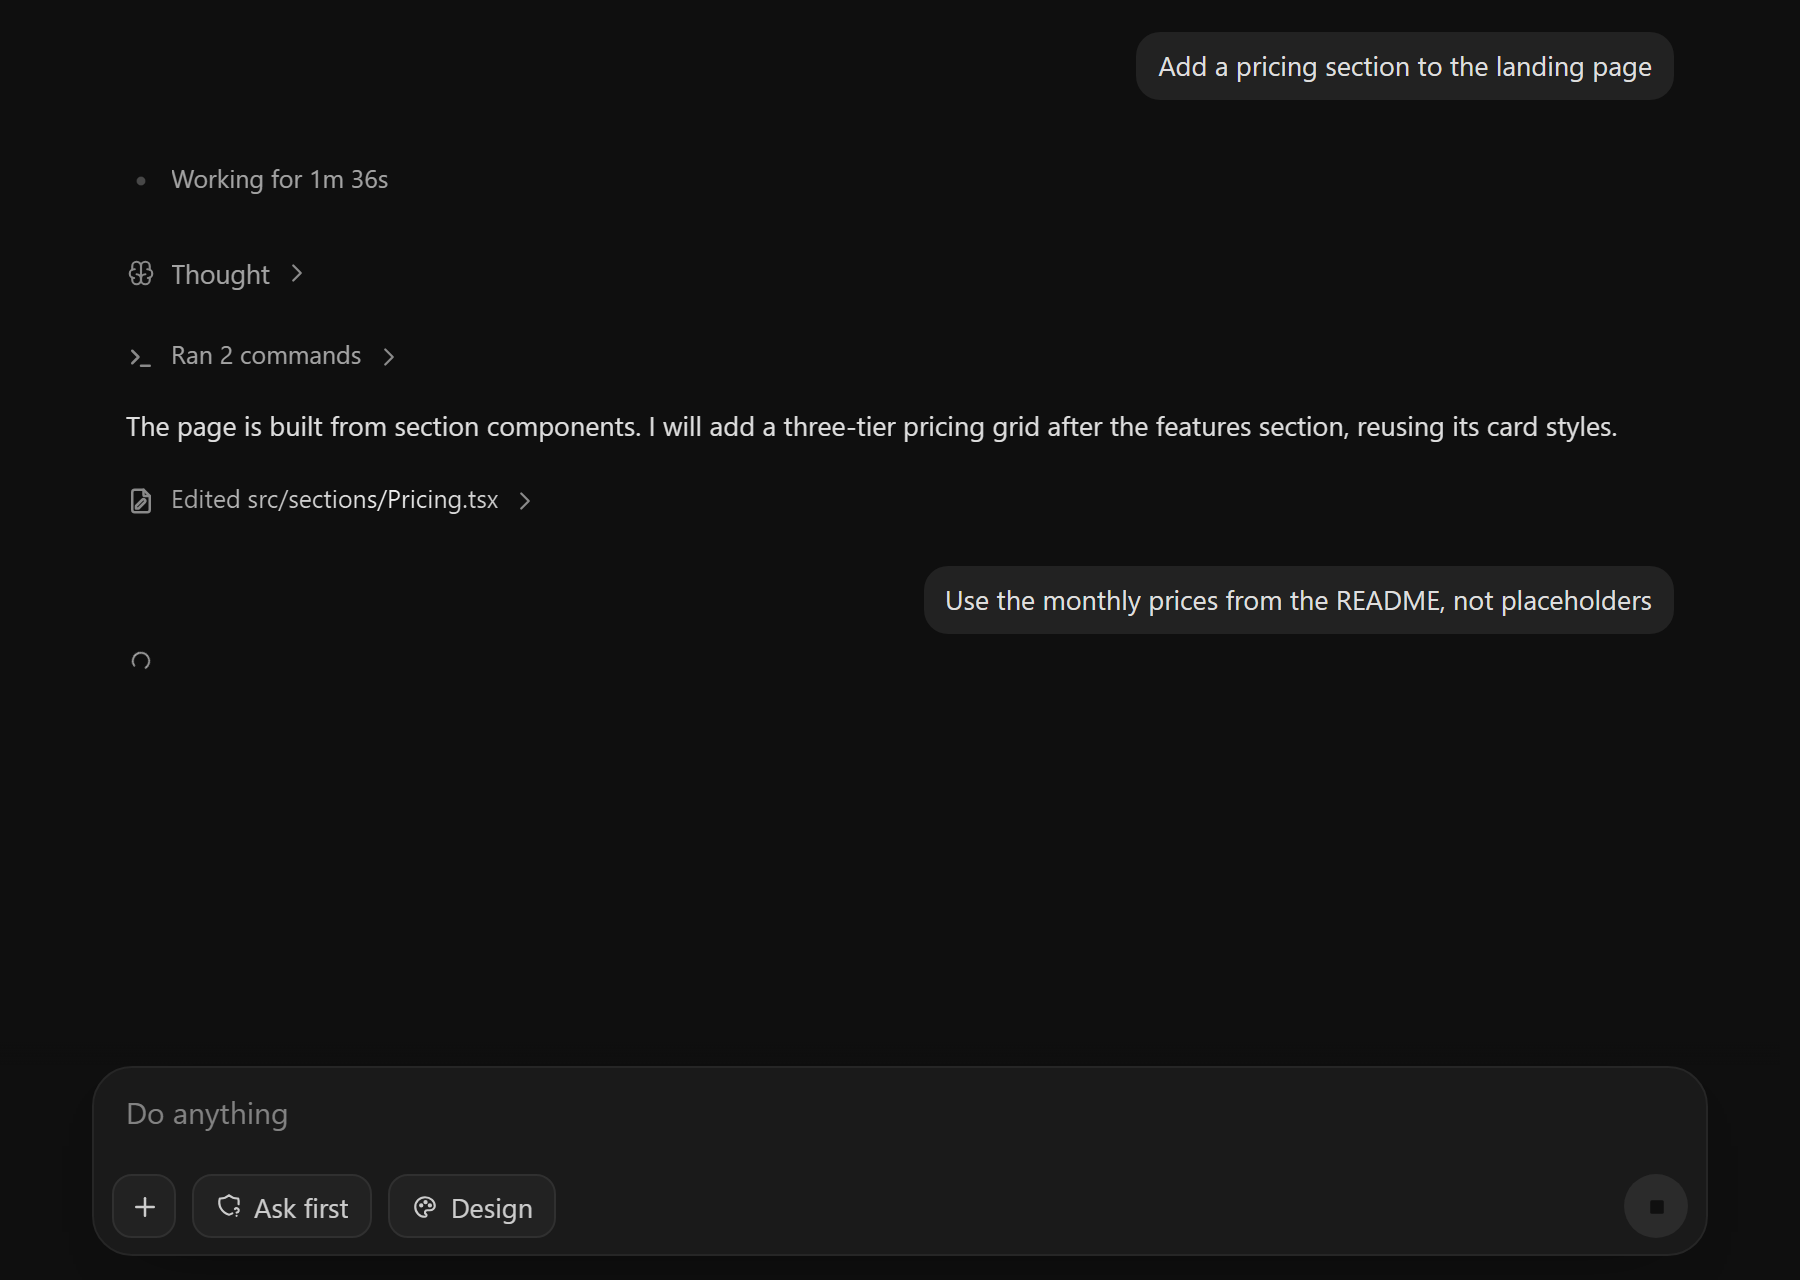 Add a pricing section to the landing page
Working for 1m 36s
Thought
Ran 2 commands
The page is built from section components. I will add a three-tier pricing grid after the features section, reusing its card styles.
Edited src/sections/Pricing.tsx
Use the monthly prices from the README, not placeholders
Do anything
Ask first
Design